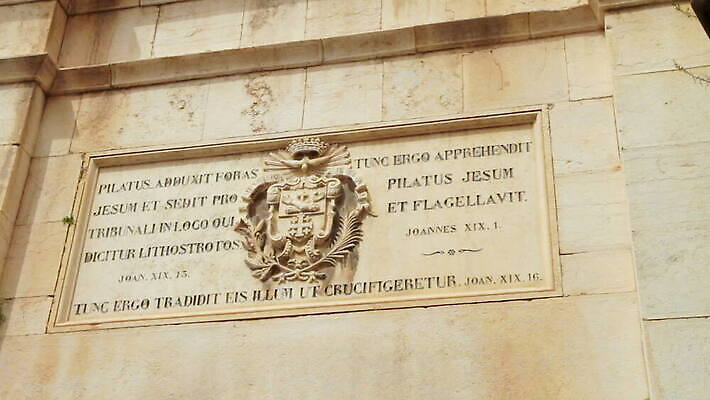 PILATUS ADDUXIT FORAS
JESUM ET SEDIT PRO
TRIBUNALI IN LOCO QUI
DICITUR LITHOSTROTOS
JOAN. XIX. 13.
TUNC ERGO APPREHENDIT
PILATUS JESUM
ET FLAGELLAVIT.
JOANNES XIX. 1.
TUNC ERGO TRADIDIT EIS ILLUM UT CRUCIFIGERETUR. JOAN. XIX. 16.